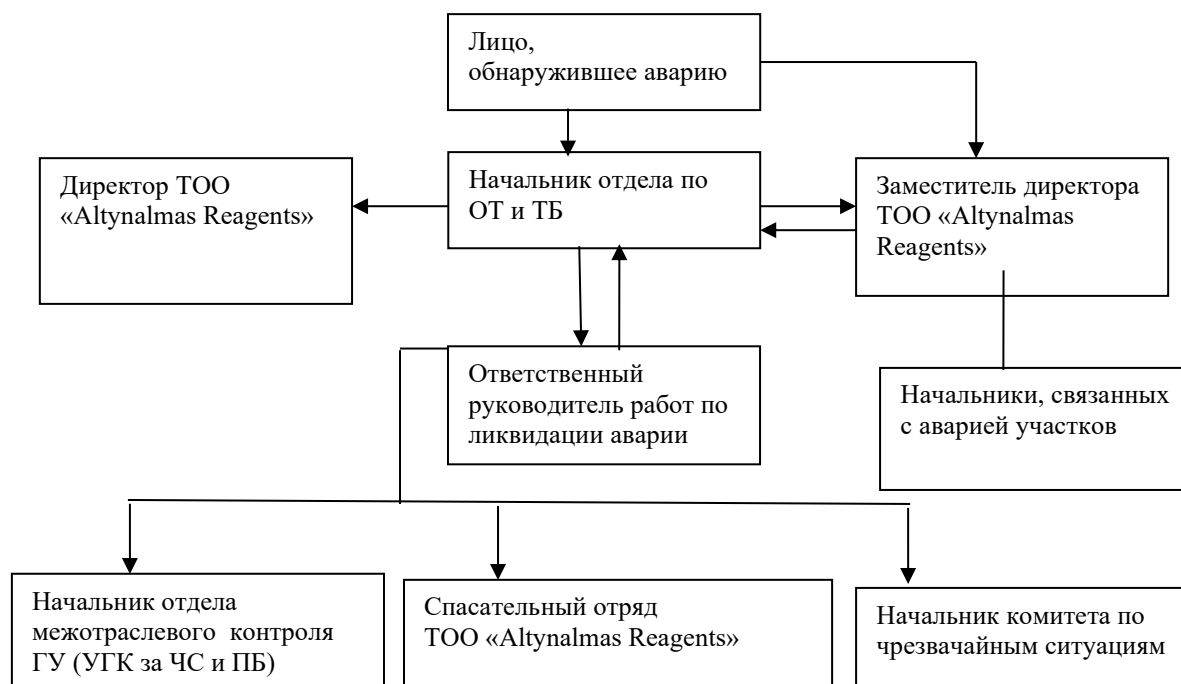 Лицо,
обнаружившее аварию
Директор ТОО
«Altynalmas Reagents»
Начальник отдела по
ОТ и ТБ
Заместитель директора
ТОО «Altynalmas
Reagents»
Ответственный
руководитель работ по
ликвидации аварии
Начальники, связанных
с аварией участков
Начальник отдела
межотраслевого контроля
ГУ (УГК за ЧС и ПБ)
Спасательный отряд
ТОО «Altynalmas Reagents»
Начальник комитета по
чрезвачайным ситуациям